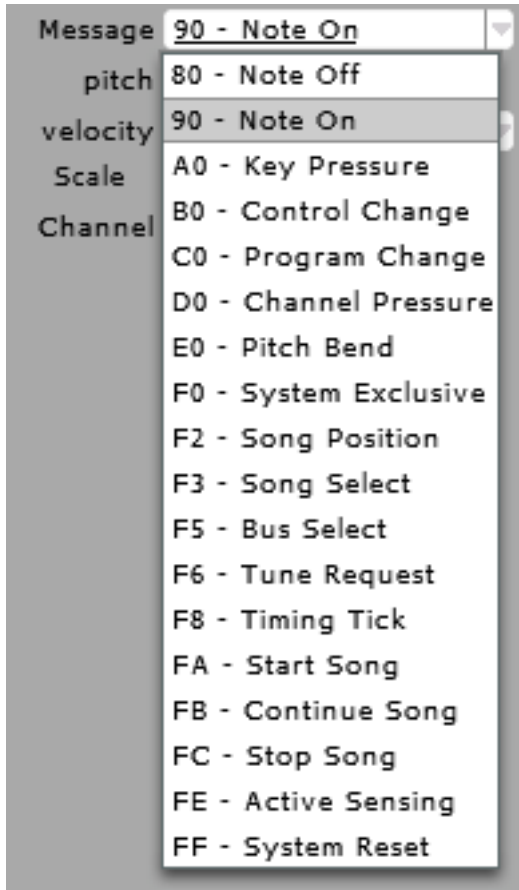 Message 90 - Note On
pitch 80 - Note Off
velocity 90 - Note On
Scale A0 - Key Pressure
Channel B0 - Control Change
C0 - Program Change
D0 - Channel Pressure
E0 - Pitch Bend
F0 - System Exclusive
F2 - Song Position
F3 - Song Select
F5 - Bus Select
F6 - Tune Request
F8 - Timing Tick
FA - Start Song
FB - Continue Song
FC - Stop Song
FE - Active Sensing
FF - System Reset